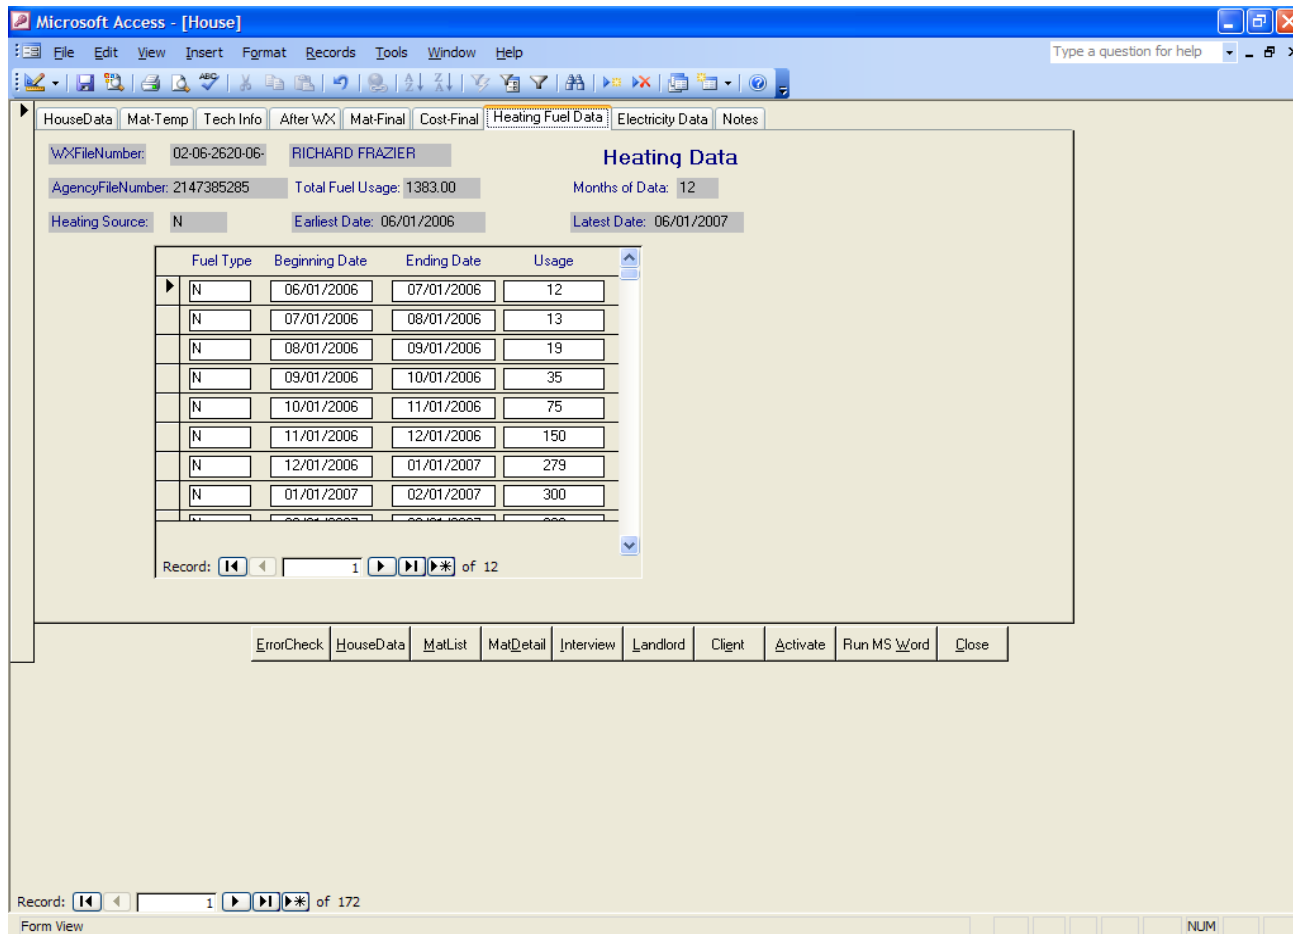 Microsoft Access - [House]
File Edit View Insert Format Records Tools Window Help Type a question for help
HouseData Mat-Temp Tech Info After WX Mat-Final Cost-Final Heating Fuel Data Electricity Data Notes
WXFileNumber: 02-06-2620-06- RICHARD FRAZIER Heating Data
AgencyFileNumber: 2147385285 Total Fuel Usage: 1383.00 Months of Data: 12
Heating Source: N Earliest Date: 06/01/2006 Latest Date: 06/01/2007
Fuel Type Beginning Date Ending Date Usage
N 06/01/2006 07/01/2006 12
N 07/01/2006 08/01/2006 13
N 08/01/2006 09/01/2006 19
N 09/01/2006 10/01/2006 35
N 10/01/2006 11/01/2006 75
N 11/01/2006 12/01/2006 150
N 12/01/2006 01/01/2007 279
N 01/01/2007 02/01/2007 300
Record: 1 of 12
ErrorCheck HouseData MatList MatDetail Interview Landlord Client Activate Run MS Word Close
Record: 1 of 172
Form View NUM